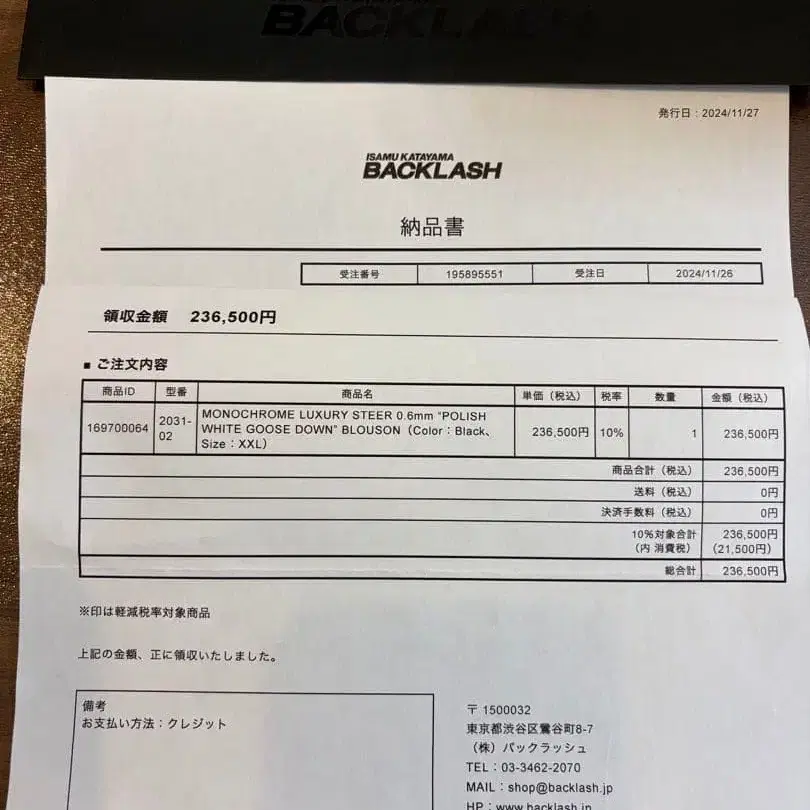 BACKLASH
発行日：2024/11/27
ISAMU KATAYAMA
BACKLASH
納品書
受注番号 195895551 受注日 2024/11/26
領収金額 236,500円
■ ご注文内容
商品ID 型番 商品名 単価（税込） 税率 数量 金額（税込）
169700064 2031-02 MONOCHROME LUXURY STEER 0.6mm “POLISH
WHITE GOOSE DOWN” BLOUSON（Color：Black、
Size：XXL） 236,500円 10% 1 236,500円
商品合計（税込） 236,500円
送料（税込） 0円
決済手数料（税込） 0円
10%対象合計 236,500円
（内 消費税） （21,500円）
総合計 236,500円
※印は軽減税率対象商品
上記の金額、正に領収いたしました。
備考
お支払い方法：クレジット
〒 1500032
東京都渋谷区鶯谷町8-7
（株）バックラッシュ
TEL：03-3462-2070
MAIL：shop@backlash.jp
HP：www.backlash.jp